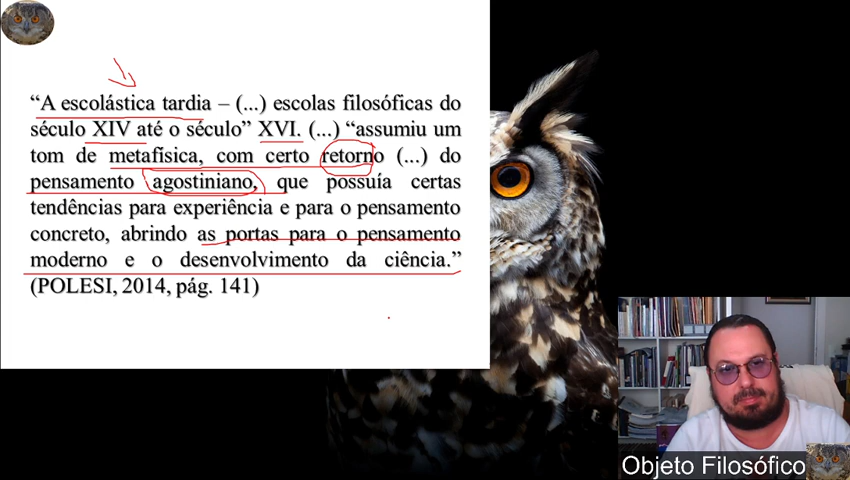 “A escolástica tardia – (...) escolas filosóficas do
século XIV até o século” XVI. (...) “assumiu um
tom de metafísica, com certo retorno (...) do
pensamento agostiniano, que possuía certas
tendências para experiência e para o pensamento
concreto, abrindo as portas para o pensamento
moderno e o desenvolvimento da ciência.”
(POLESI, 2014, pág. 141)
Objeto Filosófico